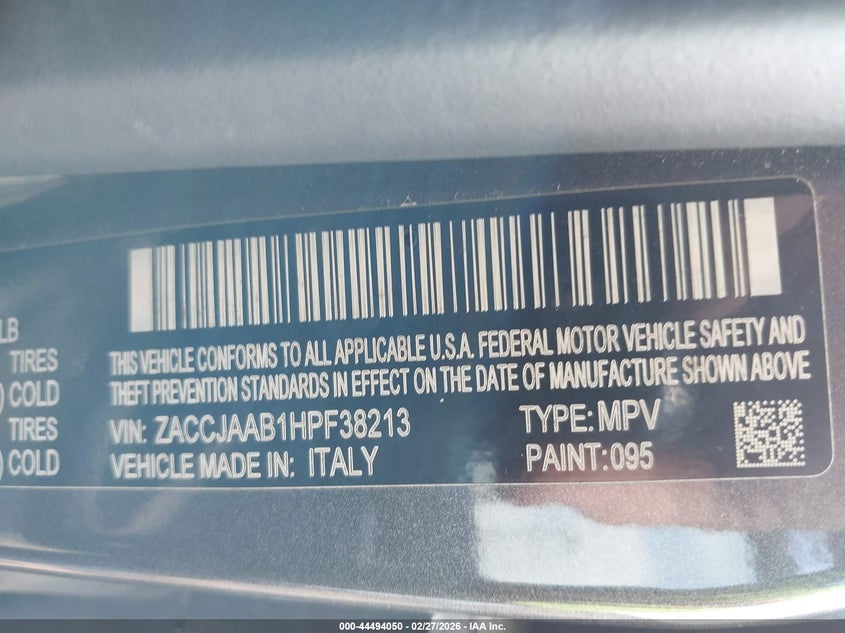 LB
TIRES
) COLD
TIRES
) COLD
THIS VEHICLE CONFORMS TO ALL APPLICABLE U.S.A. FEDERAL MOTOR VEHICLE SAFETY AND
THEFT PREVENTION STANDARDS IN EFFECT ON THE DATE OF MANUFACTURE SHOWN ABOVE
VIN: ZACCJAAB1HPF38213 TYPE: MPV
VEHICLE MADE IN: ITALY PAINT: 095
000-44494050 - 02/27/2026 - IAA Inc.